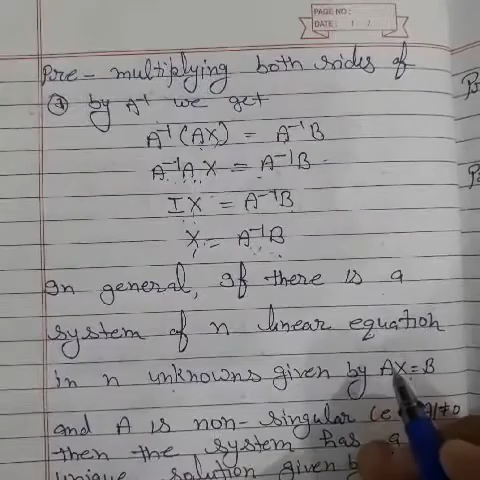 PAGE NO:
DATE: / /
Pre-multiplying both sides of
* by A⁻¹ we get
A⁻¹(AX) = A⁻¹B
A⁻¹A X = A⁻¹B
IX = A⁻¹B
X = A⁻¹B
In general, If there is a
system of n linear equation
in n unknowns given by AX=B
and A is non-singular i.e. ≠0
then the system has a
unique solution given b